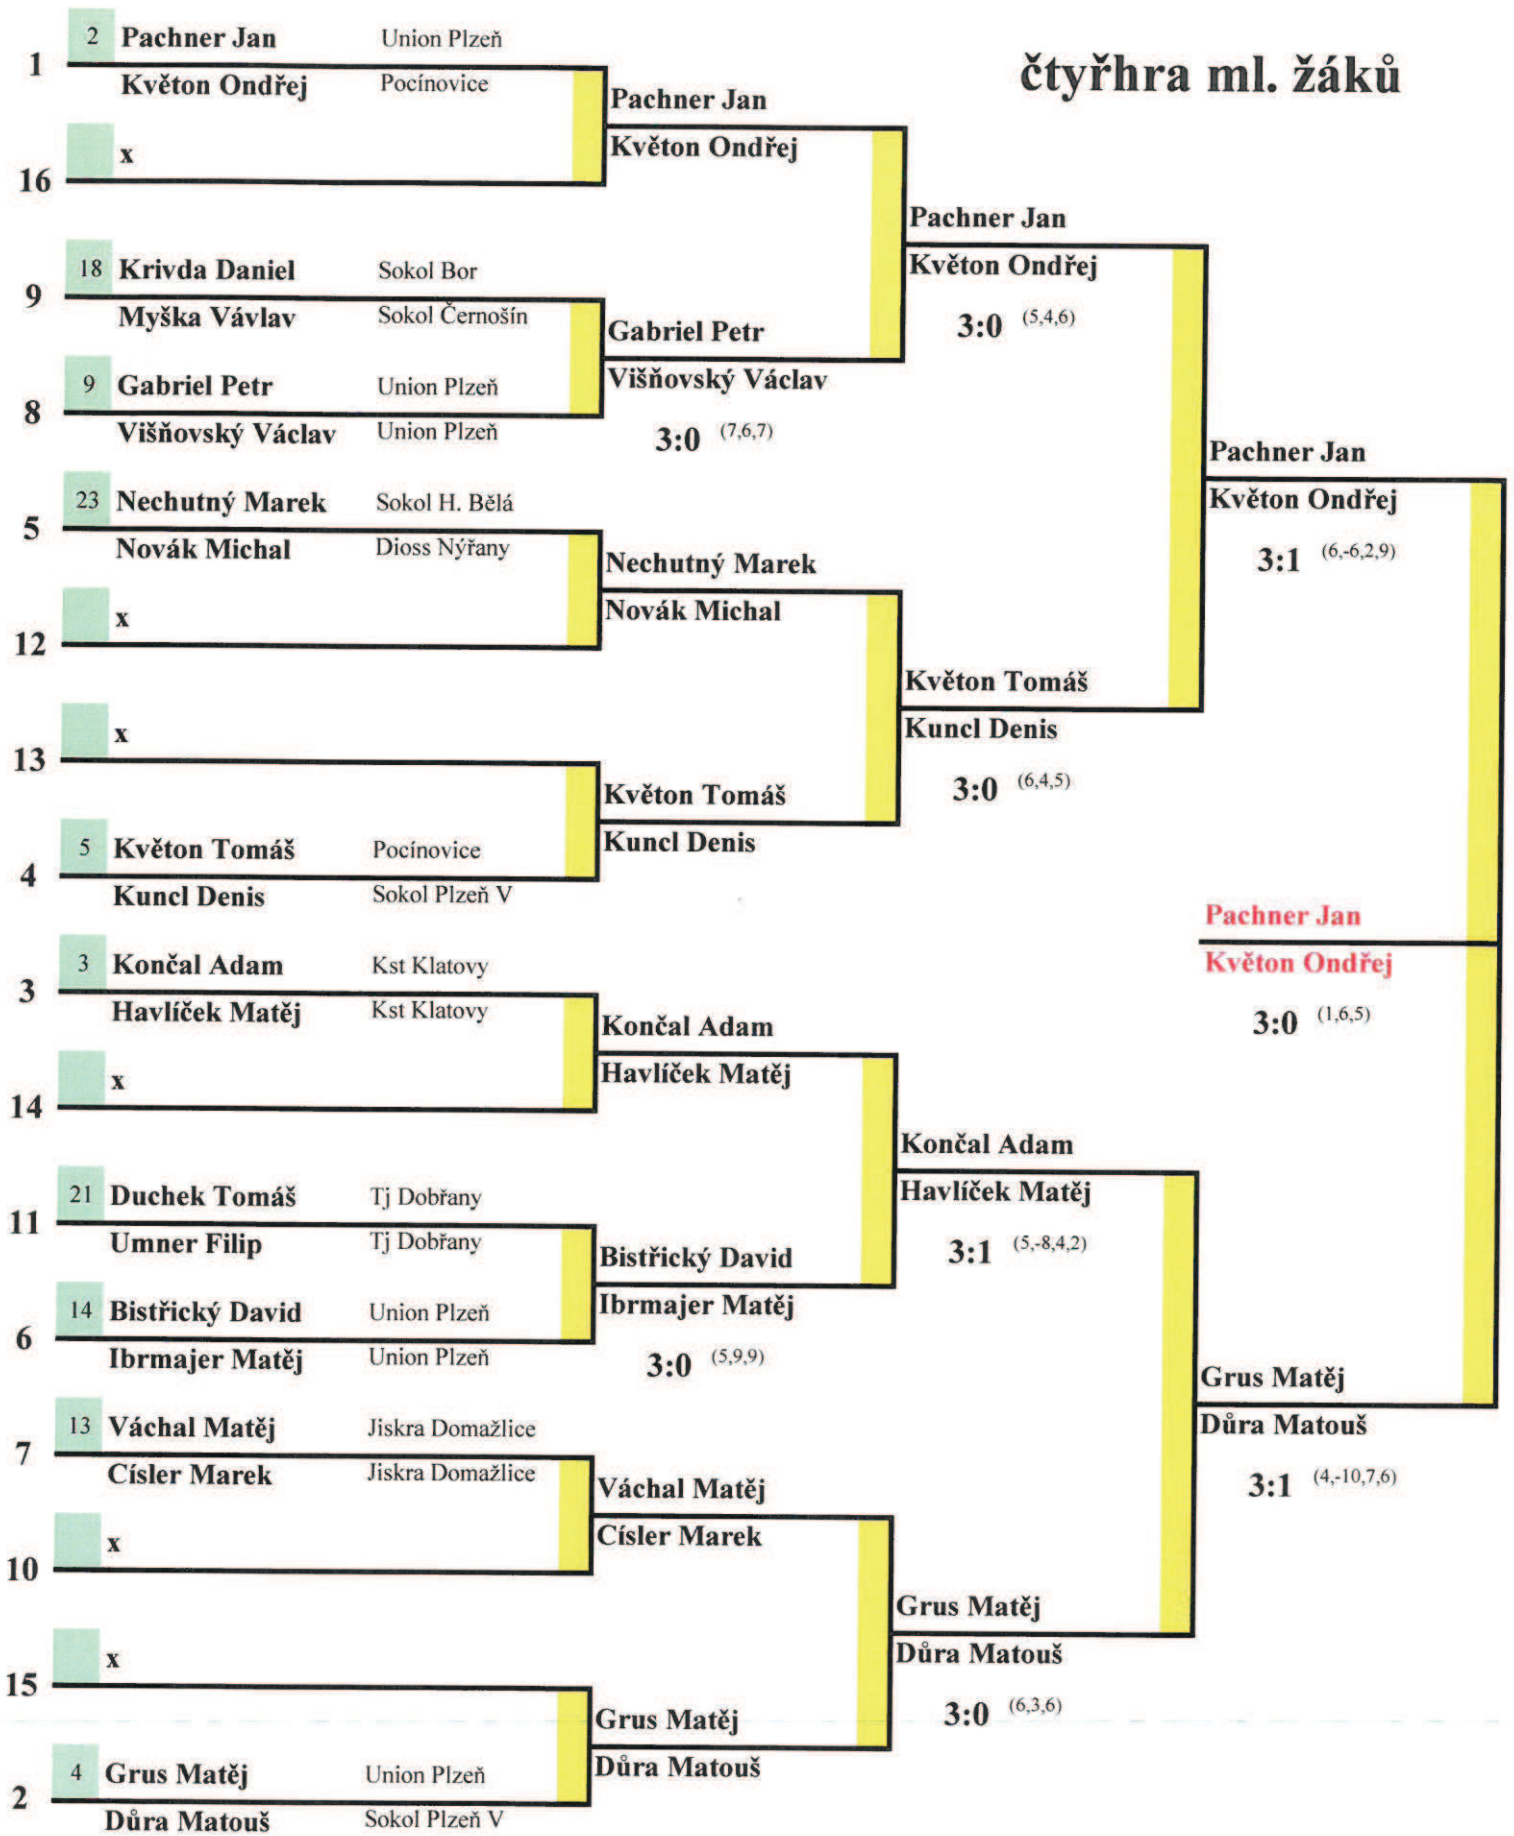 čtyřhra ml. žáků
2 Pachner Jan Union Plzeň
1
Květon Ondřej Pocínovice
x
16
18 Krivda Daniel Sokol Bor
9
Myška Vávlav Sokol Černošín
9 Gabriel Petr Union Plzeň
8
Višňovský Václav Union Plzeň
23 Nechutný Marek Sokol H. Bělá
5
Novák Michal Dioss Nýřany
x
12
x
13
5 Květon Tomáš Pocínovice
4
Kuncl Denis Sokol Plzeň V
3 Končal Adam Kst Klatovy
3
Havlíček Matěj Kst Klatovy
x
14
21 Duchek Tomáš Tj Dobřany
11
Umner Filip Tj Dobřany
14 Bistřický David Union Plzeň
6
Ibrmajer Matěj Union Plzeň
13 Váchal Matěj Jiskra Domažlice
7
Císler Marek Jiskra Domažlice
x
10
x
15
4 Grus Matěj Union Plzeň
2
Důra Matouš Sokol Plzeň V
Pachner Jan
Květon Ondřej
Gabriel Petr
Višňovský Václav
3:0 (7,6,7)
Nechutný Marek
Novák Michal
Květon Tomáš
Kuncl Denis
Končal Adam
Havlíček Matěj
Bistřický David
Ibrmajer Matěj
3:0 (5,9,9)
Váchal Matěj
Císler Marek
Grus Matěj
Důra Matouš
Pachner Jan
Květon Ondřej
3:0 (5,4,6)
Květon Tomáš
Kuncl Denis
3:0 (6,4,5)
Končal Adam
Havlíček Matěj
3:1 (5,-8,4,2)
Grus Matěj
Důra Matouš
3:0 (6,3,6)
Pachner Jan
Květon Ondřej
3:1 (6,-6,2,9)
Grus Matěj
Důra Matouš
3:1 (4,-10,7,6)
Pachner Jan
Květon Ondřej
3:0 (1,6,5)